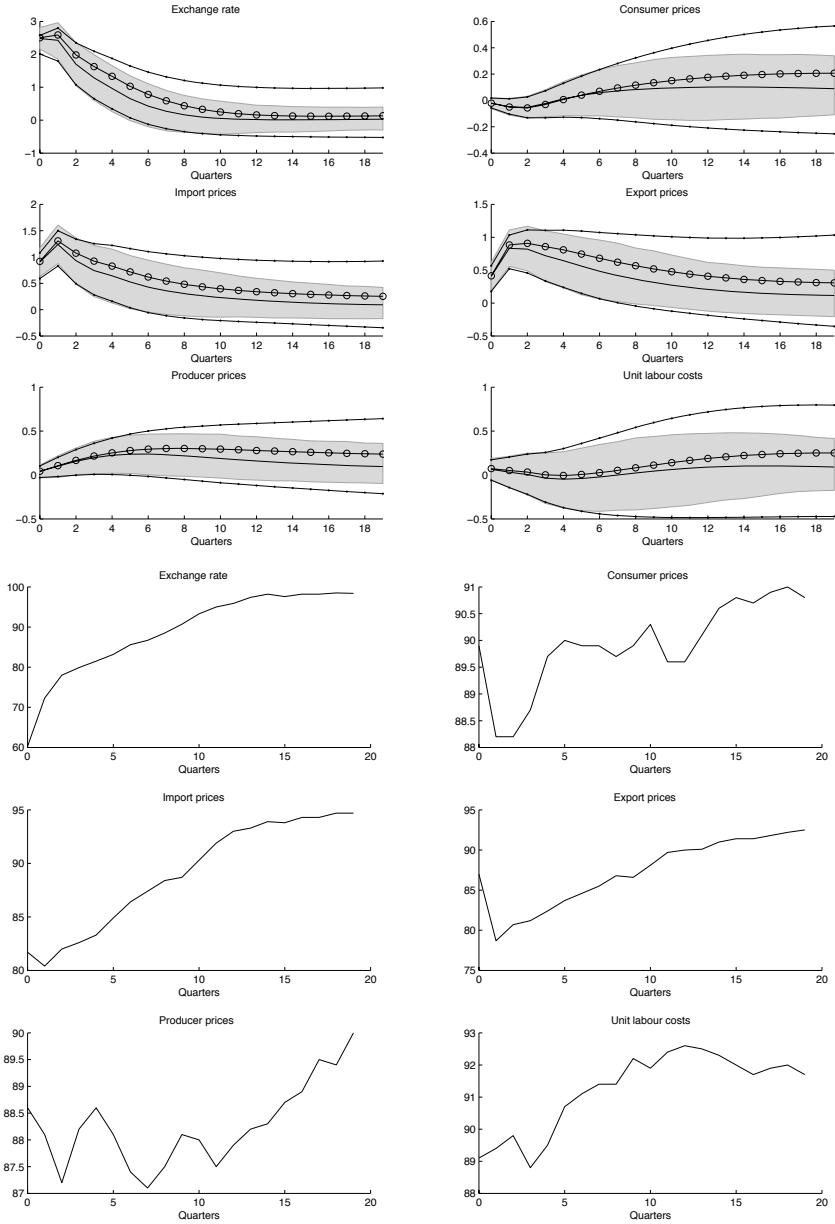 Exchange rate
3
2
1
0
−1
0 2 4 6 8 10 12 14 16 18
Quarters
Consumer prices
0.6
0.4
0.2
0
−0.2
−0.4
0 2 4 6 8 10 12 14 16 18
Quarters
Import prices
2
1.5
1
0.5
0
−0.5
0 2 4 6 8 10 12 14 16 18
Quarters
Export prices
1.5
1
0.5
0
−0.5
0 2 4 6 8 10 12 14 16 18
Quarters
Producer prices
1
0.5
0
−0.5
0 2 4 6 8 10 12 14 16 18
Quarters
Unit labour costs
1
0.5
0
−0.5
0 2 4 6 8 10 12 14 16 18
Quarters
Exchange rate
100
90
80
70
60
0 5 10 15 20
Quarters
Consumer prices
91
90.5
90
89.5
89
88.5
88
0 5 10 15 20
Quarters
Import prices
95
90
85
80
0 5 10 15 20
Quarters
Export prices
95
90
85
80
75
0 5 10 15 20
Quarters
Producer prices
90
89.5
89
88.5
88
87.5
87
0 5 10 15 20
Quarters
Unit labour costs
93
92
91
90
89
88
0 5 10 15 20
Quarters